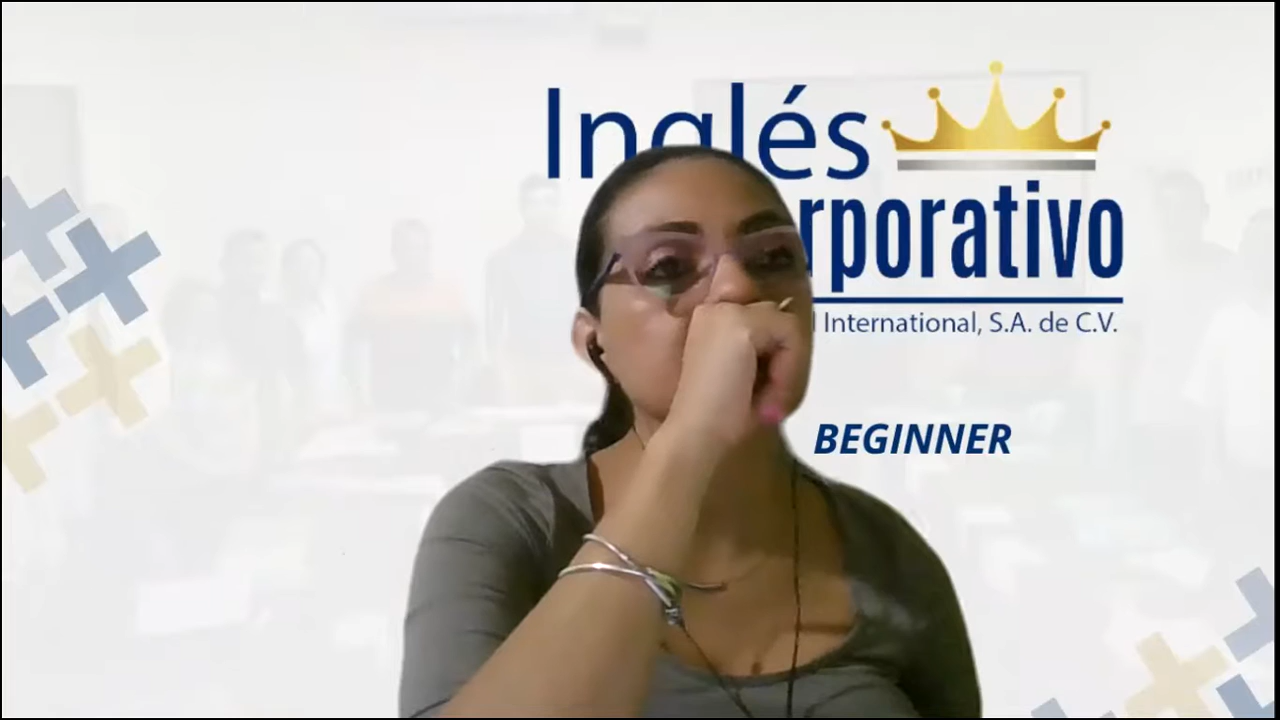 Inglés
rporativo
International, S.A. de C.V.
BEGINNER